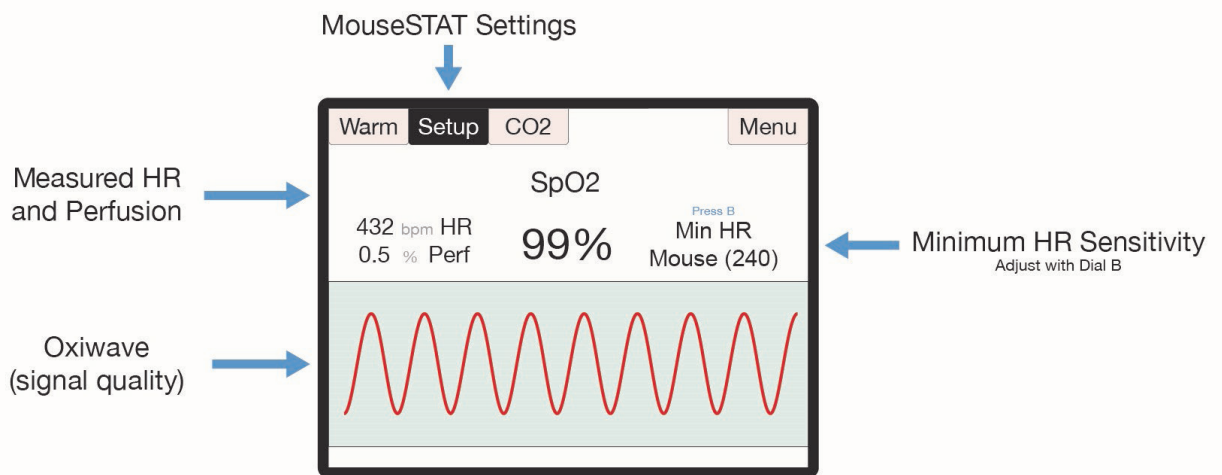 MouseSTAT Settings
Warm Setup CO2 Menu
Measured HR
and Perfusion
SpO2
432 bpm HR
0.5 % Perf
99%
Press B
Min HR
Mouse (240)
Minimum HR Sensitivity
Adjust with Dial B
Oxiwave
(signal quality)